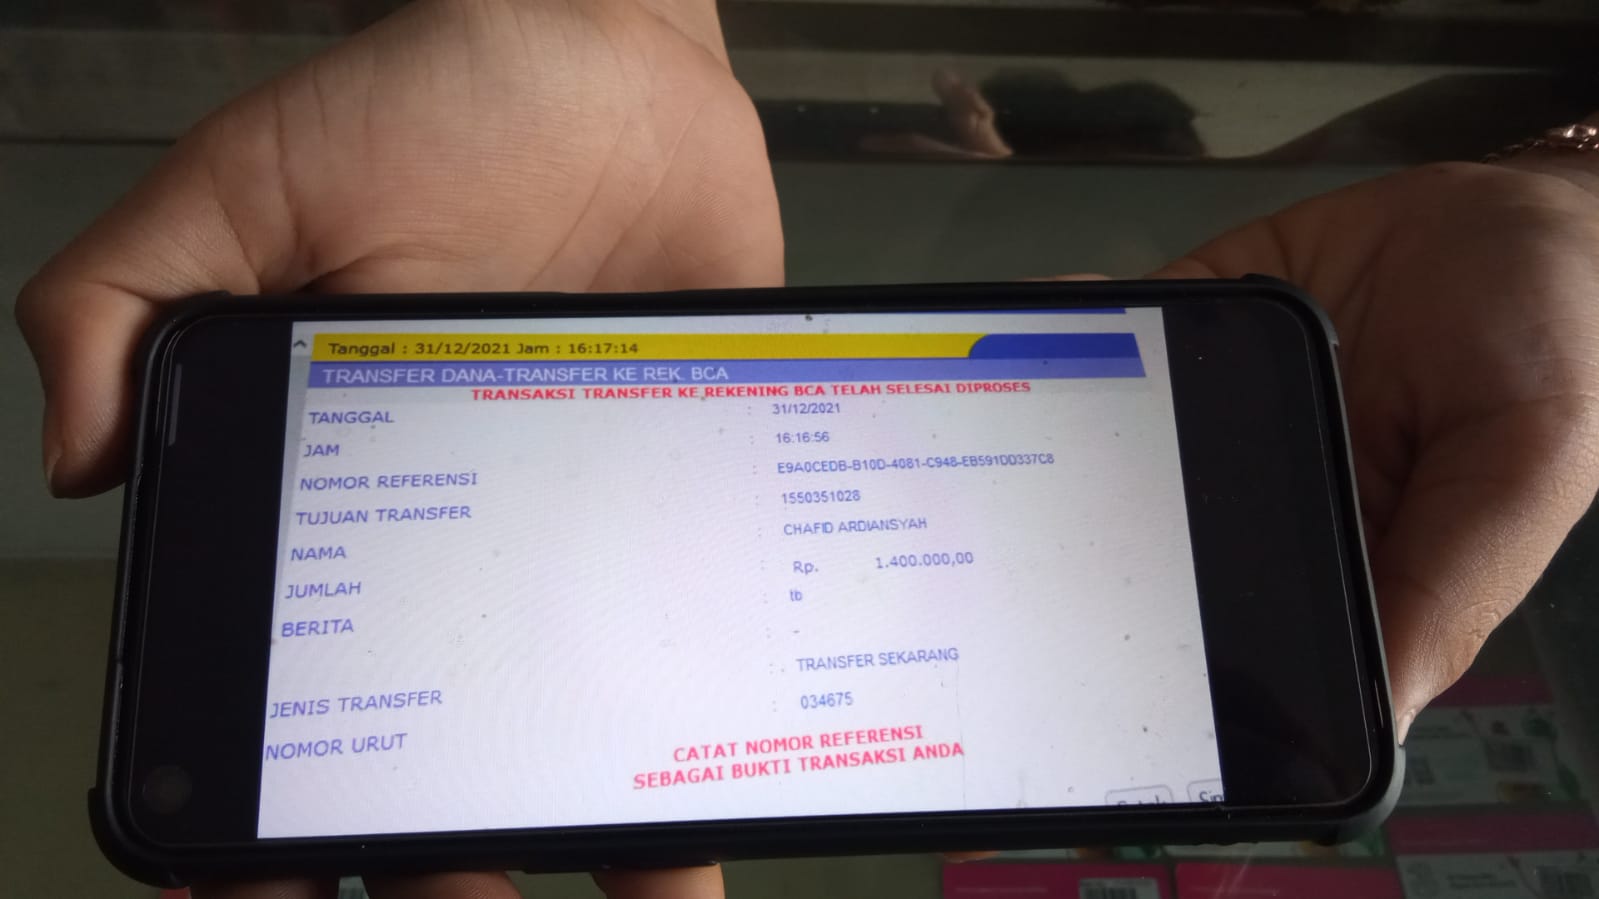 Tanggal : 31/12/2021 Jam : 16:17:14
TRANSFER DANA-TRANSFER KE REK. BCA
TRANSAKSI TRANSFER KE REKENING BCA TELAH SELESAI DIPROSES
TANGGAL : 31/12/2021
JAM : 16:16:56
NOMOR REFERENSI : E9A0CEDB-B10D-4081-C948-EB591DD337C8
TUJUAN TRANSFER : 1550351028
NAMA : CHAFID ARDIANSYAH
JUMLAH : Rp. 1.400.000,00
BERITA : tb
: -
JENIS TRANSFER : TRANSFER SEKARANG
NOMOR URUT : 034675
CATAT NOMOR REFERENSI
SEBAGAI BUKTI TRANSAKSI ANDA